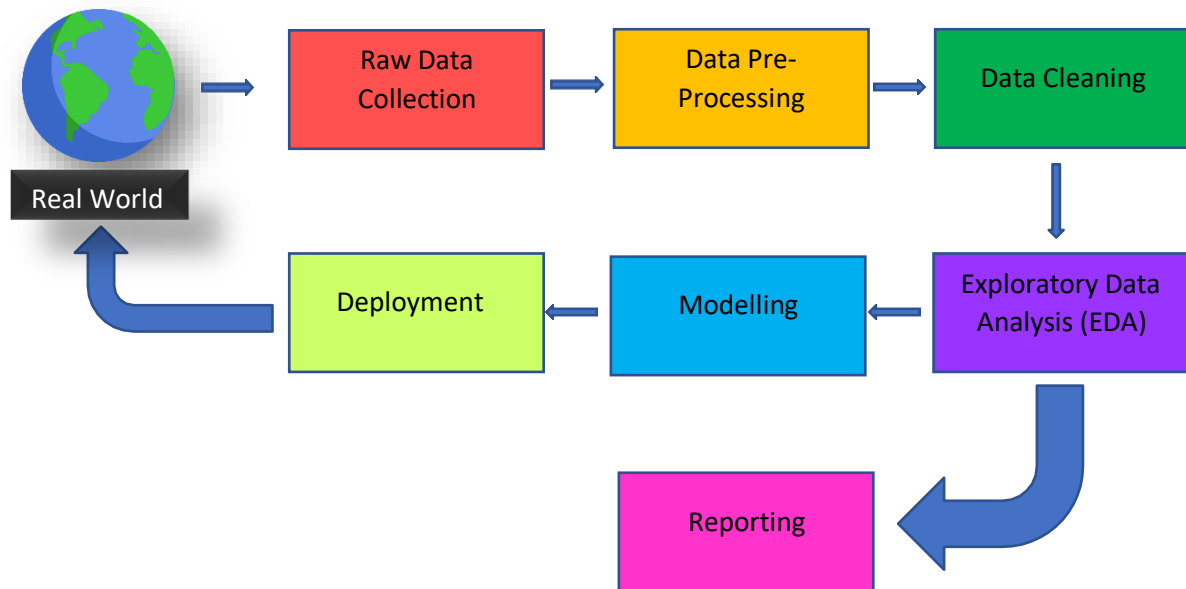 Raw Data
Collection
Data Pre-
Processing
Data Cleaning
Real World
Deployment
Modelling
Exploratory Data
Analysis (EDA)
Reporting